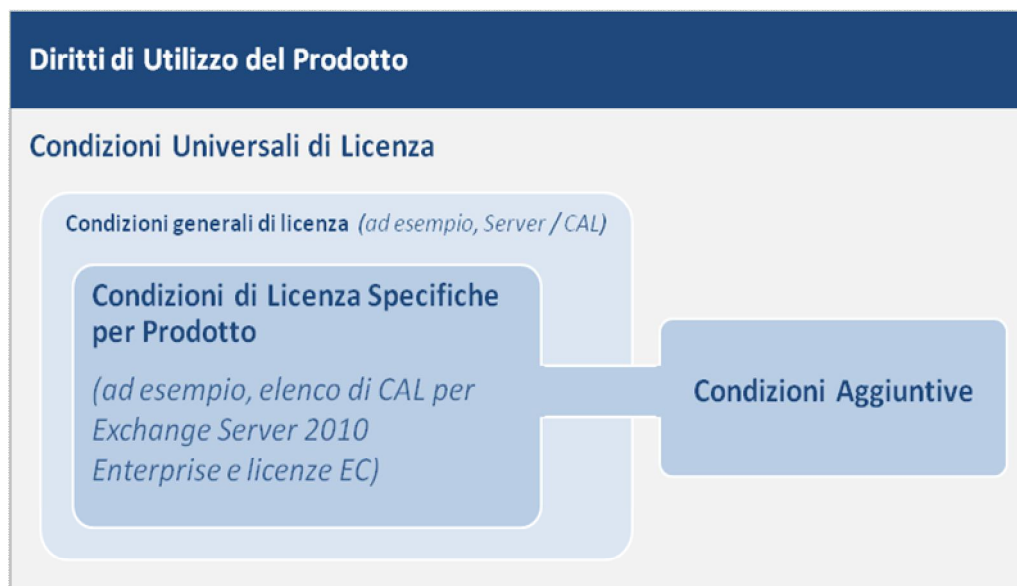 Diritti di Utilizzo del Prodotto
Condizioni Universali di Licenza
Condizioni generali di licenza (ad esempio, Server / CAL)
Condizioni di Licenza Specifiche
per Prodotto
(ad esempio, elenco di CAL per
Exchange Server 2010
Enterprise e licenze EC)
Condizioni Aggiuntive